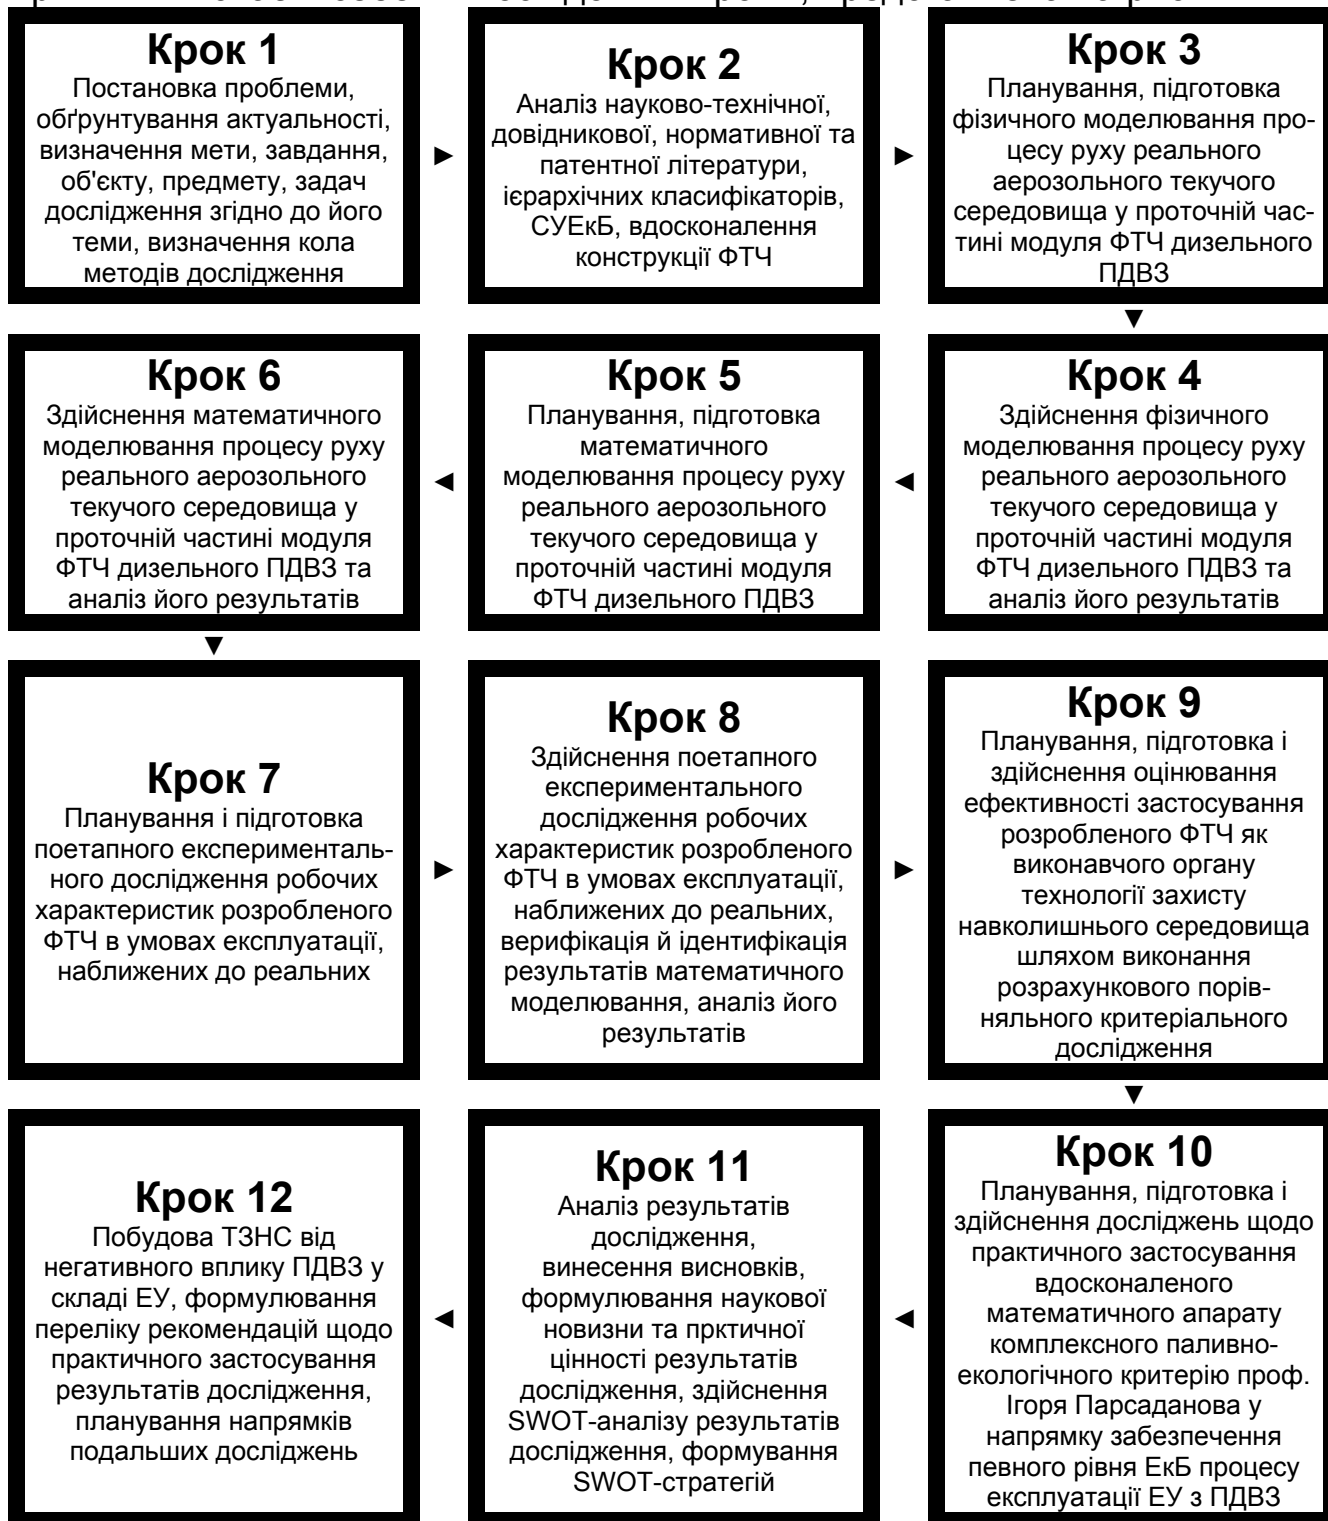 Крок 1
Постановка проблеми,
обґрунтування актуальності,
визначення мети, завдання,
об'єкту, предмету, задач
дослідження згідно до його
теми, визначення кола
методів дослідження
►
Крок 2
Аналіз науково-технічної,
довідникової, нормативної та
патентної літератури,
ієрархічних класифікаторів,
СУЕкБ, вдосконалення
конструкції ФТЧ
►
Крок 3
Планування, підготовка
фізичного моделювання про-
цесу руху реального
аерозольного текучого
середовища у проточній час-
тині модуля ФТЧ дизельного
ПДВЗ
▼
Крок 4
Здійснення фізичного
моделювання процесу руху
реального аерозольного
текучого середовища у
проточній частині модуля
ФТЧ дизельного ПДВЗ та
аналіз його результатів
◄
Крок 5
Планування, підготовка
математичного
моделювання процесу руху
реального аерозольного
текучого середовища у
проточній частині модуля
ФТЧ дизельного ПДВЗ
◄
Крок 6
Здійснення математичного
моделювання процесу руху
реального аерозольного
текучого середовища у
проточній частині модуля
ФТЧ дизельного ПДВЗ та
аналіз його результатів
▼
Крок 7
Планування і підготовка
поетапного експерименталь-
ного дослідження робочих
характеристик розробленого
ФТЧ в умовах експлуатації,
наближених до реальних
►
Крок 8
Здійснення поетапного
експериментального
дослідження робочих
характеристик розробленого
ФТЧ в умовах експлуатації,
наближених до реальних,
верифікація й ідентифікація
результатів математичного
моделювання, аналіз його
результатів
►
Крок 9
Планування, підготовка і
здійснення оцінювання
ефективності застосування
розробленого ФТЧ як
виконавчого органу
технології захисту
навколишнього середовища
шляхом виконання
розрахункового порів-
няльного критеріального
дослідження
▼
Крок 10
Планування, підготовка і
здійснення досліджень щодо
практичного застосування
вдосконаленого
математичного апарату
комплексного паливно-
екологічного критерію проф.
Ігоря Парсаданова у
напрямку забезпечення
певного рівня ЕкБ процесу
експлуатації ЕУ з ПДВЗ
◄
Крок 11
Аналіз результатів
дослідження,
винесення висновків,
формулювання наукової
новизни та прктичної
цінності результатів
дослідження, здійснення
SWOT-аналізу результатів
дослідження, формування
SWOT-стратегій
◄
Крок 12
Побудова ТЗНС від
негативного впливу ПДВЗ у
складі ЕУ, формулювання
переліку рекомендацій щодо
практичного застосування
результатів дослідження,
планування напрямків
подальших досліджень